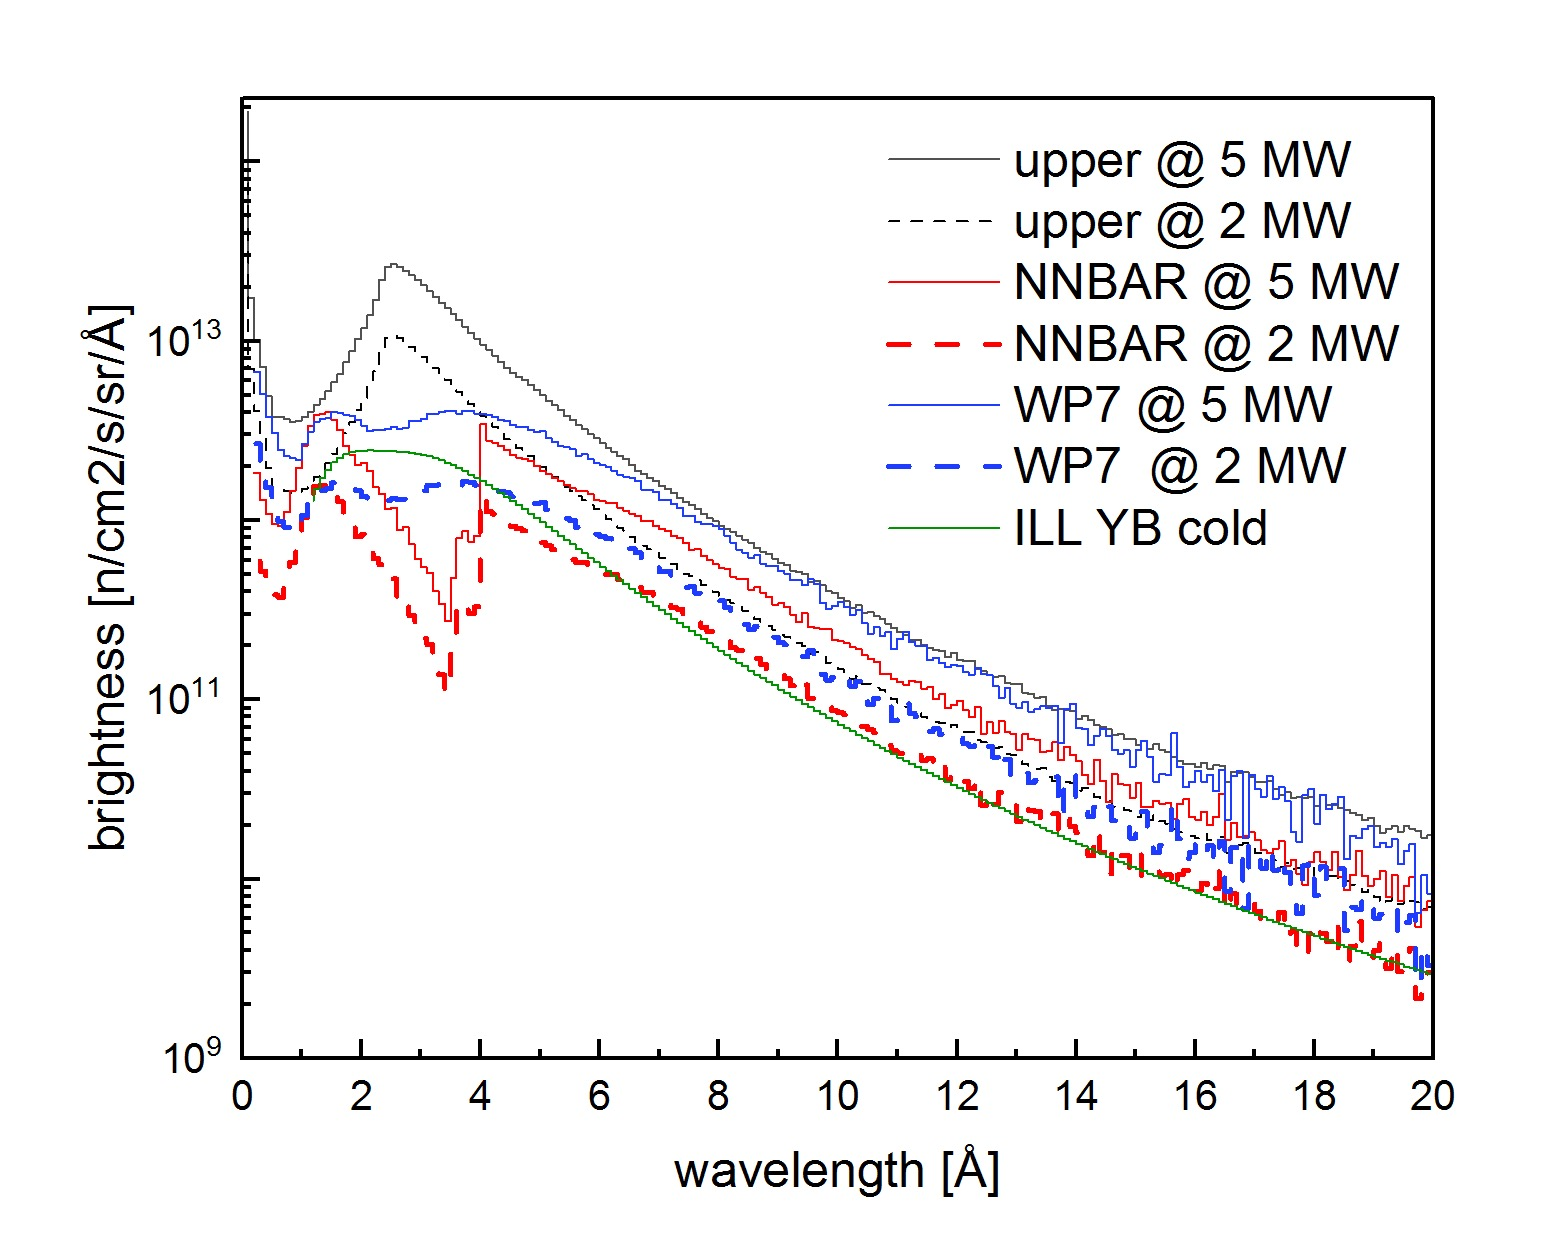 upper @ 5 MW
upper @ 2 MW
NNBAR @ 5 MW
NNBAR @ 2 MW
WP7 @ 5 MW
WP7  @ 2 MW
ILL YB cold
brightness [n/cm2/s/sr/Å]
10¹³
10¹¹
10⁹
0 2 4 6 8 10 12 14 16 18 20
wavelength [Å]